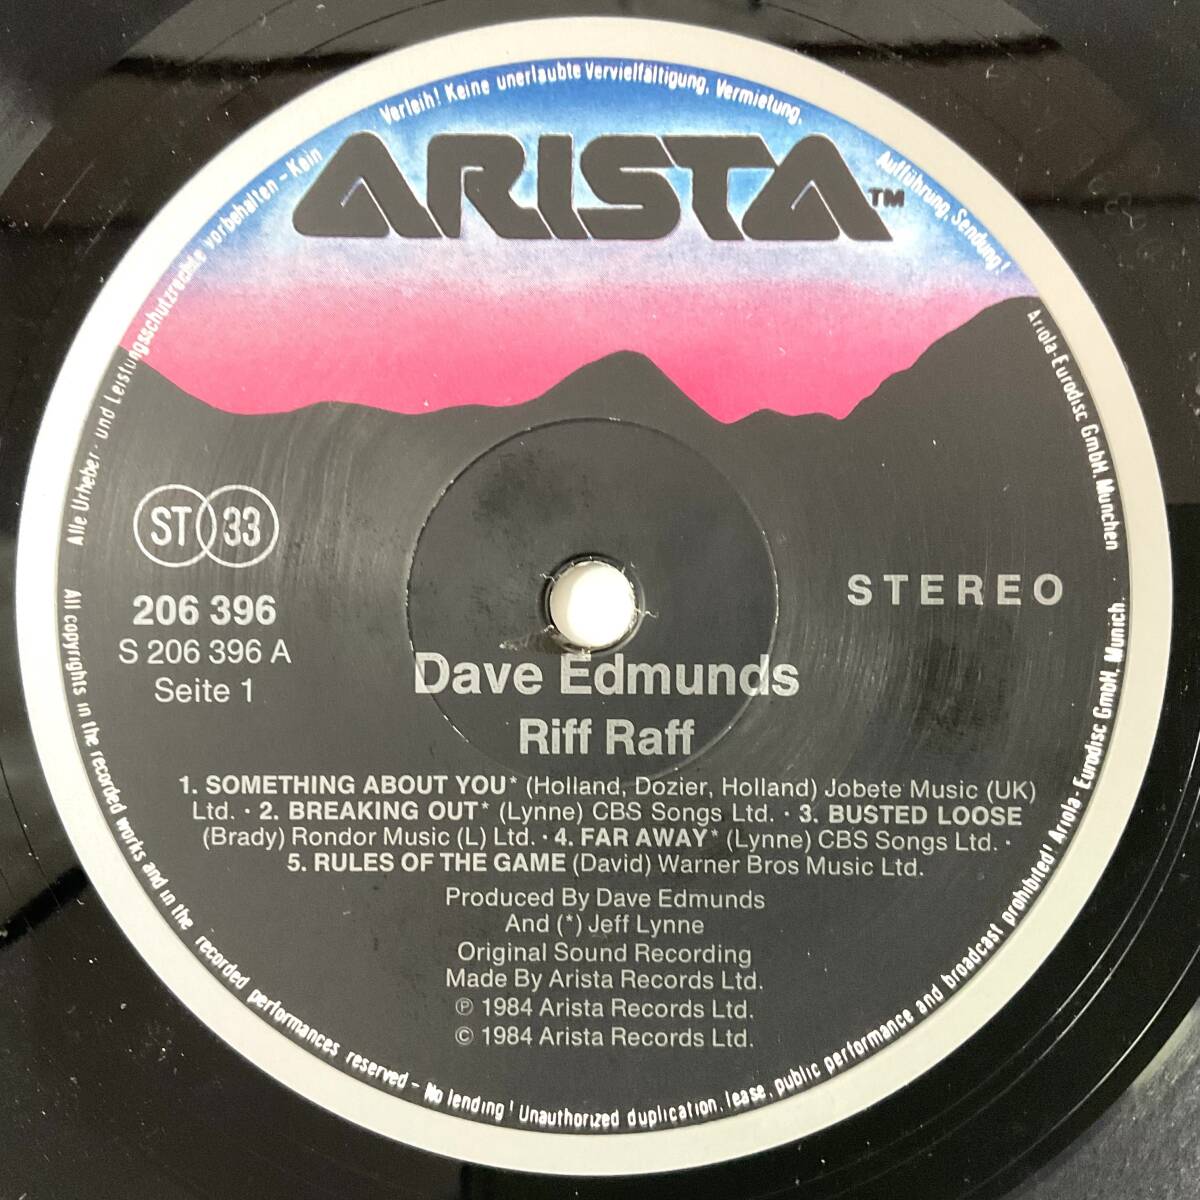 Alle Urheber- und Leistungsschutzrechte vorbehalten - Kein Verleih! Keine unerlaubte Vervielfältigung, Vermietung, Aufführung, Sendung!
ARISTA™
Ariola-Eurodisc GmbH, München
ST 33
206 396
S 206 396 A
Seite 1
STEREO
Dave Edmunds
Riff Raff
1. SOMETHING ABOUT YOU* (Holland, Dozier, Holland) Jobete Music (UK)
Ltd. · 2. BREAKING OUT* (Lynne) CBS Songs Ltd. · 3. BUSTED LOOSE
(Brady) Rondor Music (L) Ltd. · 4. FAR AWAY* (Lynne) CBS Songs Ltd. ·
5. RULES OF THE GAME (David) Warner Bros Music Ltd.
Produced By Dave Edmunds
And (*) Jeff Lynne
Original Sound Recording
Made By Arista Records Ltd.
℗ 1984 Arista Records Ltd.
© 1984 Arista Records Ltd.
All copyrights in the recorded works and in the recorded performances reserved - No lending! Unauthorized duplication, lease, public performance and broadcast prohibited! Ariola-Eurodisc GmbH, Munich.